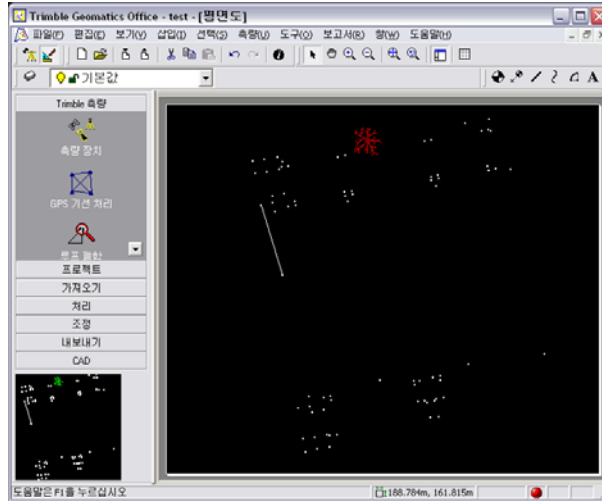 Trimble Geomatics Office - test - [평면도]
파일(F) 편집(E) 보기(V) 삽입(I) 선택(S) 측량(U) 도구(O) 보고서(R) 창(W) 도움말(H)
기본값
A
Trimble 측량
측량 장치
GPS 기선 처리
루프 폐합
프로젝트
가져오기
처리
조정
내보내기
CAD
도움말은 F1을 누르십시오
188.784m, 161.815m